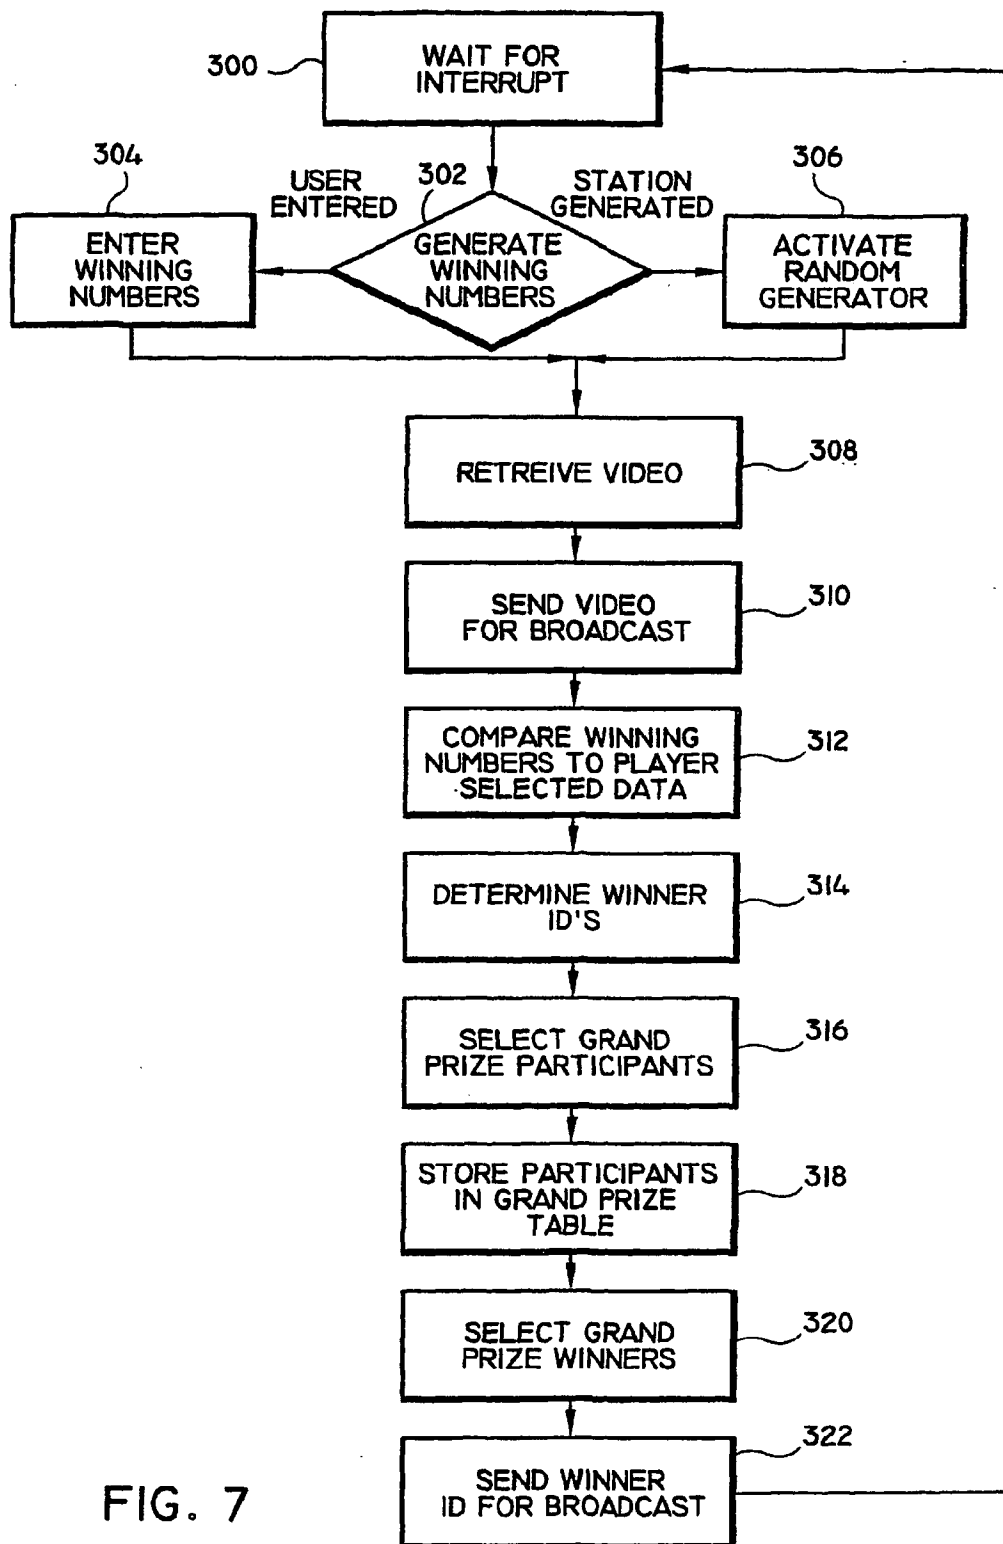 WAIT FOR
INTERRUPT
300
304
USER
ENTERED
302
STATION
GENERATED
306
ENTER
WINNING
NUMBERS
GENERATE
WINNING
NUMBERS
ACTIVATE
RANDOM
GENERATOR
RETREIVE VIDEO
308
SEND VIDEO
FOR BROADCAST
310
COMPARE WINNING
NUMBERS TO PLAYER
SELECTED DATA
312
DETERMINE WINNER
ID'S
314
SELECT GRAND
PRIZE PARTICIPANTS
316
STORE PARTICIPANTS
IN GRAND PRIZE
TABLE
318
SELECT GRAND
PRIZE WINNERS
320
SEND WINNER
ID FOR BROADCAST
322
FIG. 7